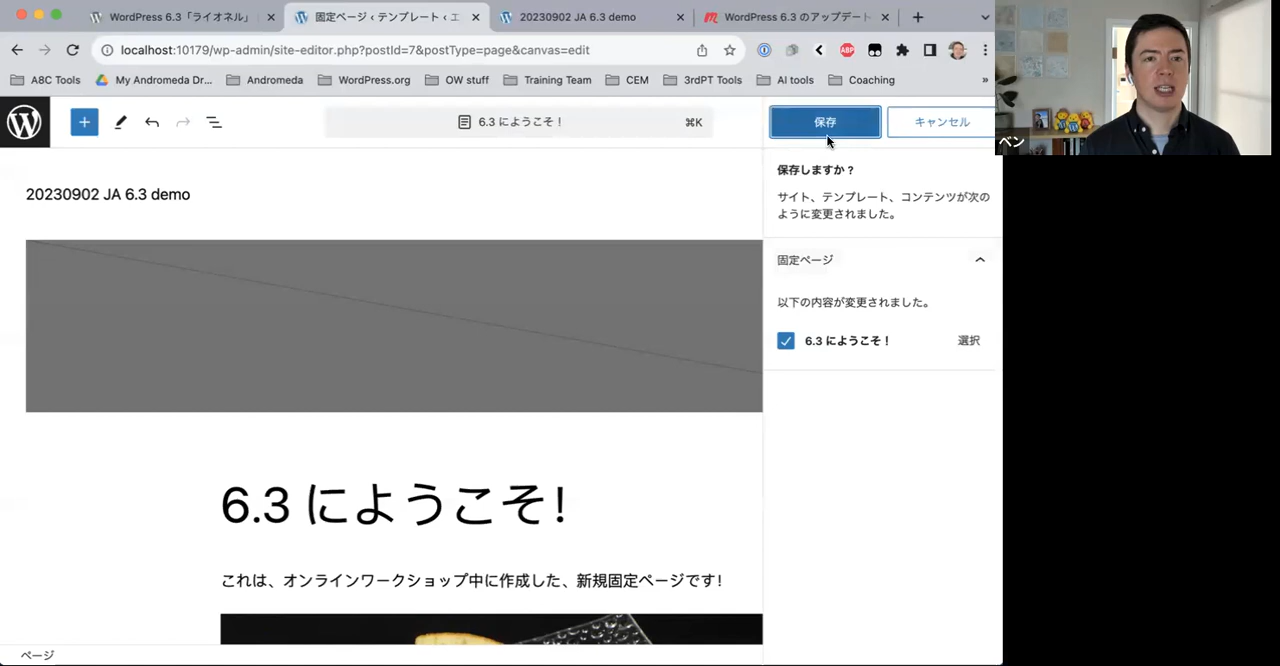 WordPress 6.3「ライオネル」
固定ページ ‹ テンプレート ‹ エ
20230902 JA 6.3 demo
WordPress 6.3 のアップデート
localhost:10179/wp-admin/site-editor.php?postId=7&postType=page&canvas=edit
ABP
A8C Tools
My Andromeda Dr...
Andromeda
WordPress.org
OW stuff
Training Team
CEM
3rdPT Tools
AI tools
Coaching
»
6.3 にようこそ！
⌘K
保存
キャンセル
ベン
20230902 JA 6.3 demo
保存しますか ?
サイト、テンプレート、コンテンツが次の
ように変更されました。
固定ページ
以下の内容が変更されました。
6.3 にようこそ！
選択
6.3 にようこそ！
これは、オンラインワークショップ中に作成した、新規固定ページです！
ページ